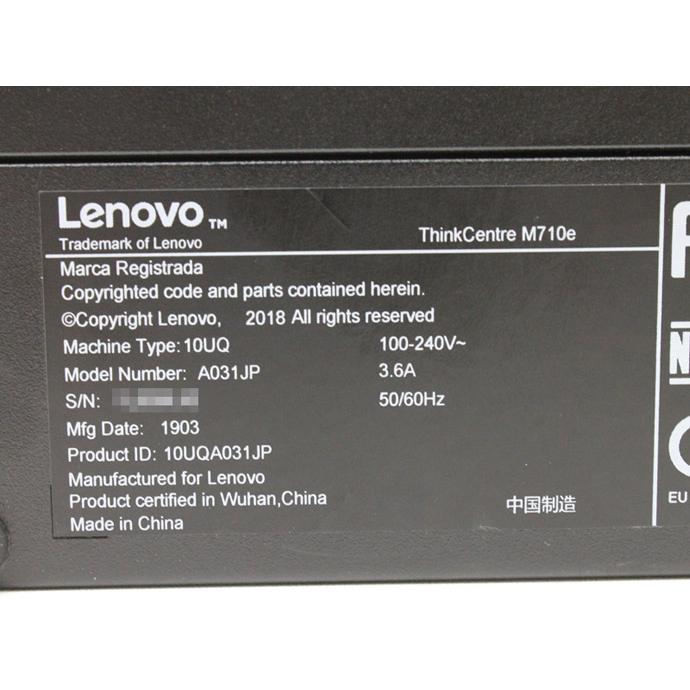 Lenovo TM
Trademark of Lenovo
ThinkCentre M710e
Marca Registrada
Copyrighted code and parts contained herein.
©Copyright Lenovo, 2018 All rights reserved
Machine Type: 10UQ 100-240V~
Model Number: A031JP 3.6A
S/N: 50/60Hz
Mfg Date: 1903
Product ID: 10UQA031JP
Manufactured for Lenovo
Product certified in Wuhan,China
Made in China
中国制造
EU